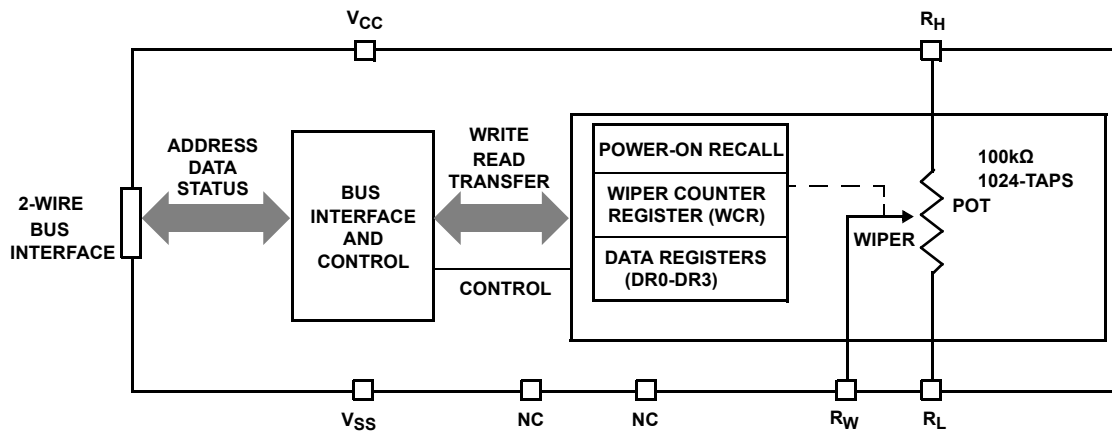 VCC
RH
ADDRESS
DATA
STATUS
WRITE
READ
TRANSFER
POWER-ON RECALL
100kΩ
1024-TAPS
2-WIRE
BUS
INTERFACE
BUS
INTERFACE
AND
CONTROL
WIPER COUNTER
REGISTER (WCR)
POT
WIPER
DATA REGISTERS
(DR0-DR3)
CONTROL
VSS
NC
NC
RW
RL